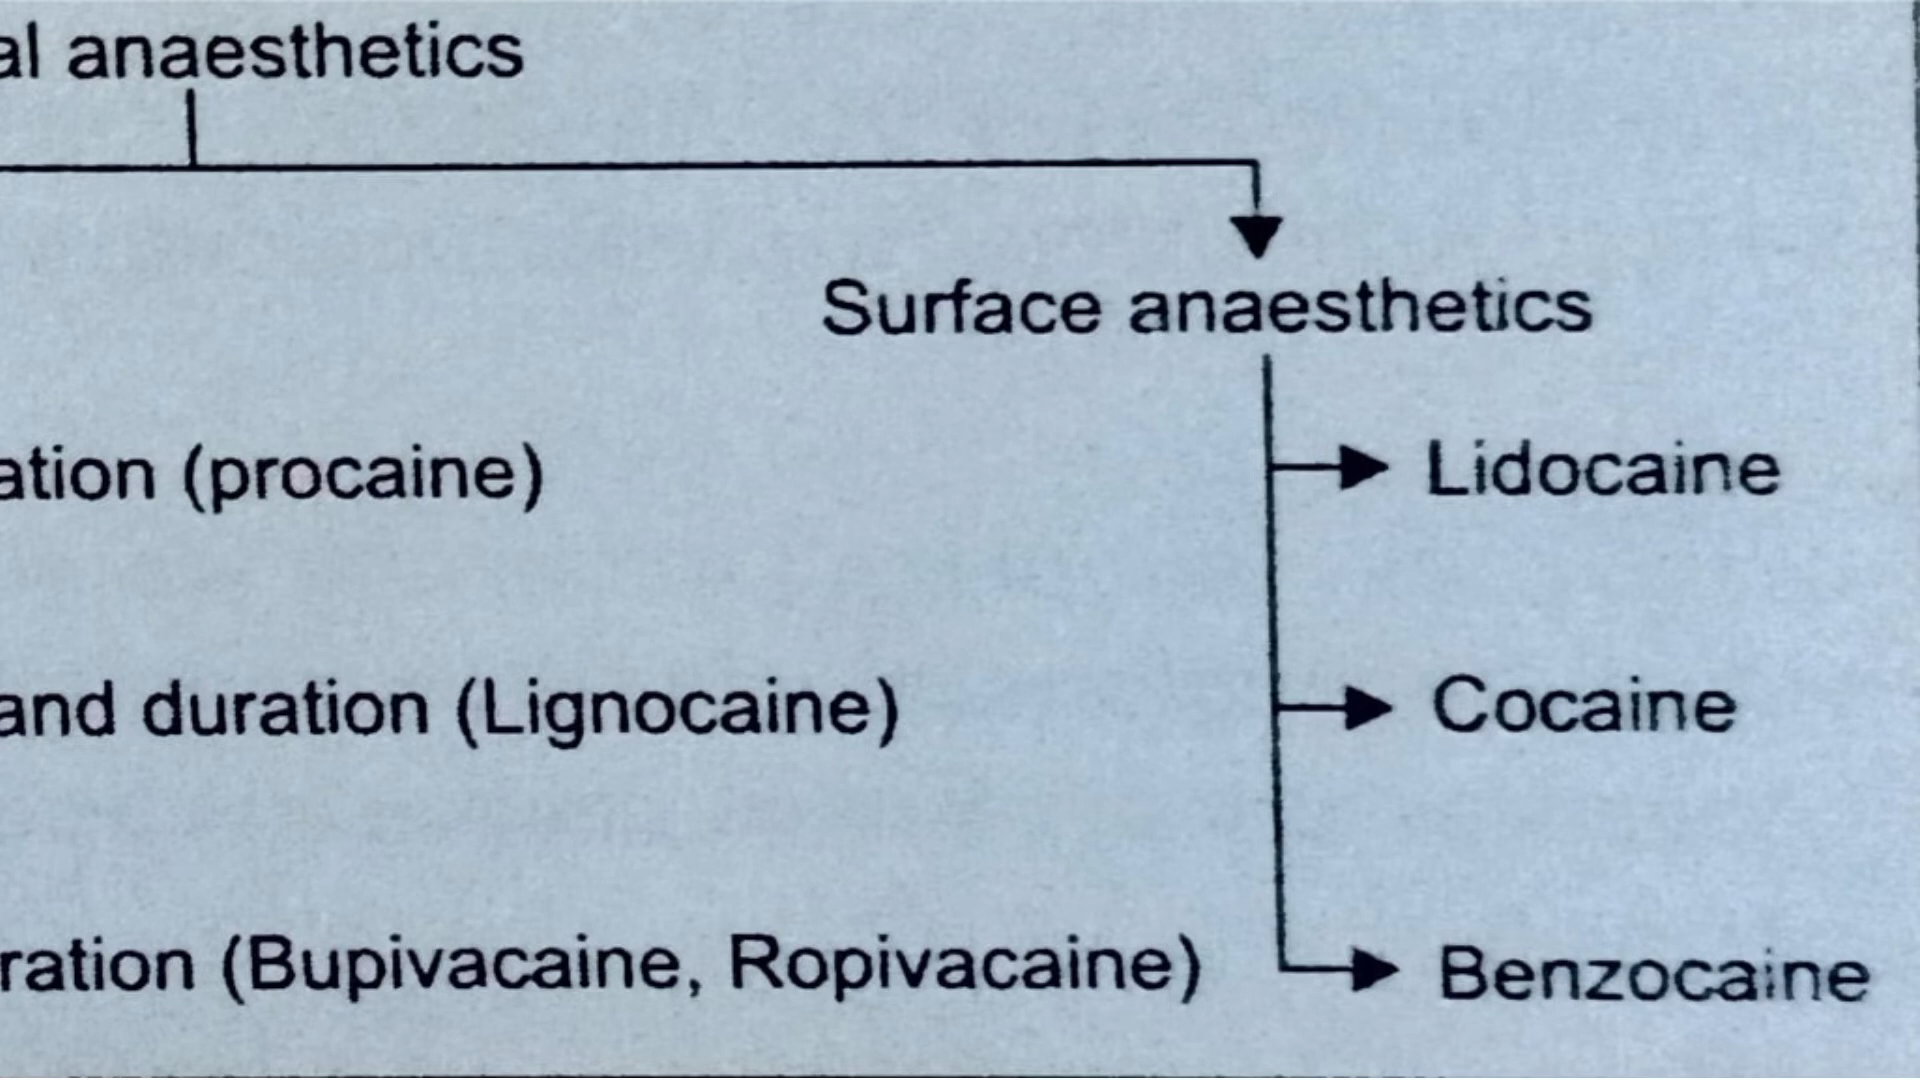 al anaesthetics
Surface anaesthetics
ation (procaine)
Lidocaine
and duration (Lignocaine)
Cocaine
ration (Bupivacaine, Ropivacaine)
Benzocaine